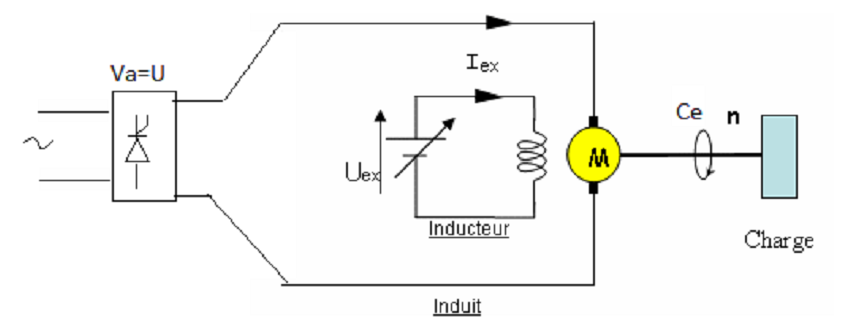 Va=U
Iex
Uex
Inducteur
M
Ce n
Charge
Induit